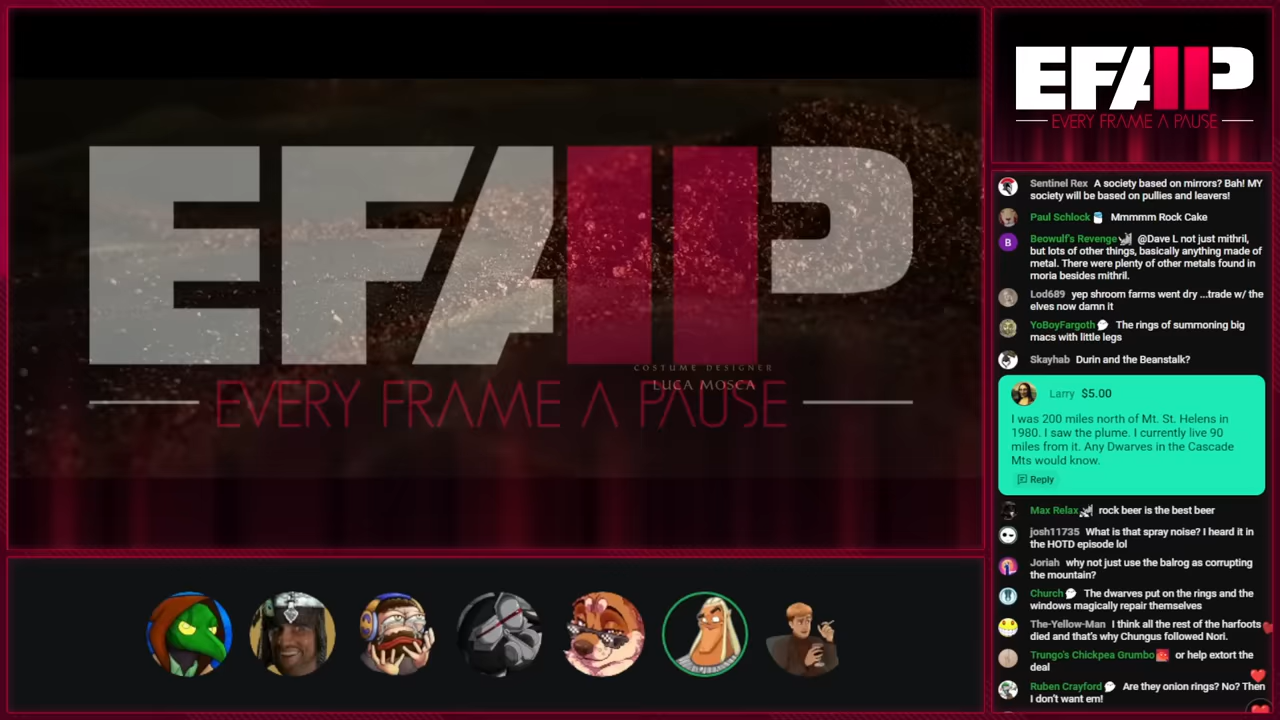 EFAP
EVERY FRAME A PAUSE
COSTUME DESIGNER
LUCA MOSCA
EFAP
EVERY FRAME A PAUSE
Sentinel Rex A society based on mirrors? Bah! MY
society will be based on pullies and leavers!
Paul Schlock Mmmmm Rock Cake
B
Beowulf's Revenge @Dave L not just mithril,
but lots of other things, basically anything made of
metal. There were plenty of other metals found in
moria besides mithril.
Lod689 yep shroom farms went dry ...trade w/ the
elves now damn it
YoBoyFargoth The rings of summoning big
macs with little legs
Skayhab Durin and the Beanstalk?
Larry $5.00
I was 200 miles north of Mt. St. Helens in
1980. I saw the plume. I currently live 90
miles from it. Any Dwarves in the Cascade
Mts would know.
Reply
Max Relax rock beer is the best beer
josh11735 What is that spray noise? I heard it in
the HOTD episode lol
Joriah why not just use the balrog as corrupting
the mountain?
Church The dwarves put on the rings and the
windows magically repair themselves
The-Yellow-Man I think all the rest of the harfoots
died and that's why Chungus followed Nori.
Trungo's Chickpea Grumbo or help extort the
deal
Ruben Crayford Are they onion rings? No? Then
I don't want em!